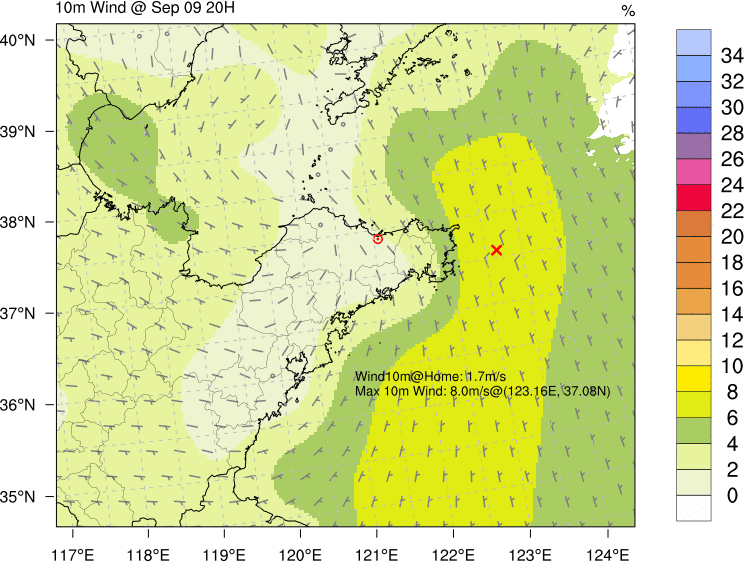 10m Wind @ Sep 09 20H
%
40°N
39°N
38°N
37°N
36°N
35°N
117°E
118°E
119°E
120°E
121°E
122°E
123°E
124°E
Wind10m@Home: 1.7m/s
Max 10m Wind: 8.0m/s@(123.16E, 37.08N)
34
32
30
28
26
24
22
20
18
16
14
12
10
8
6
4
2
0